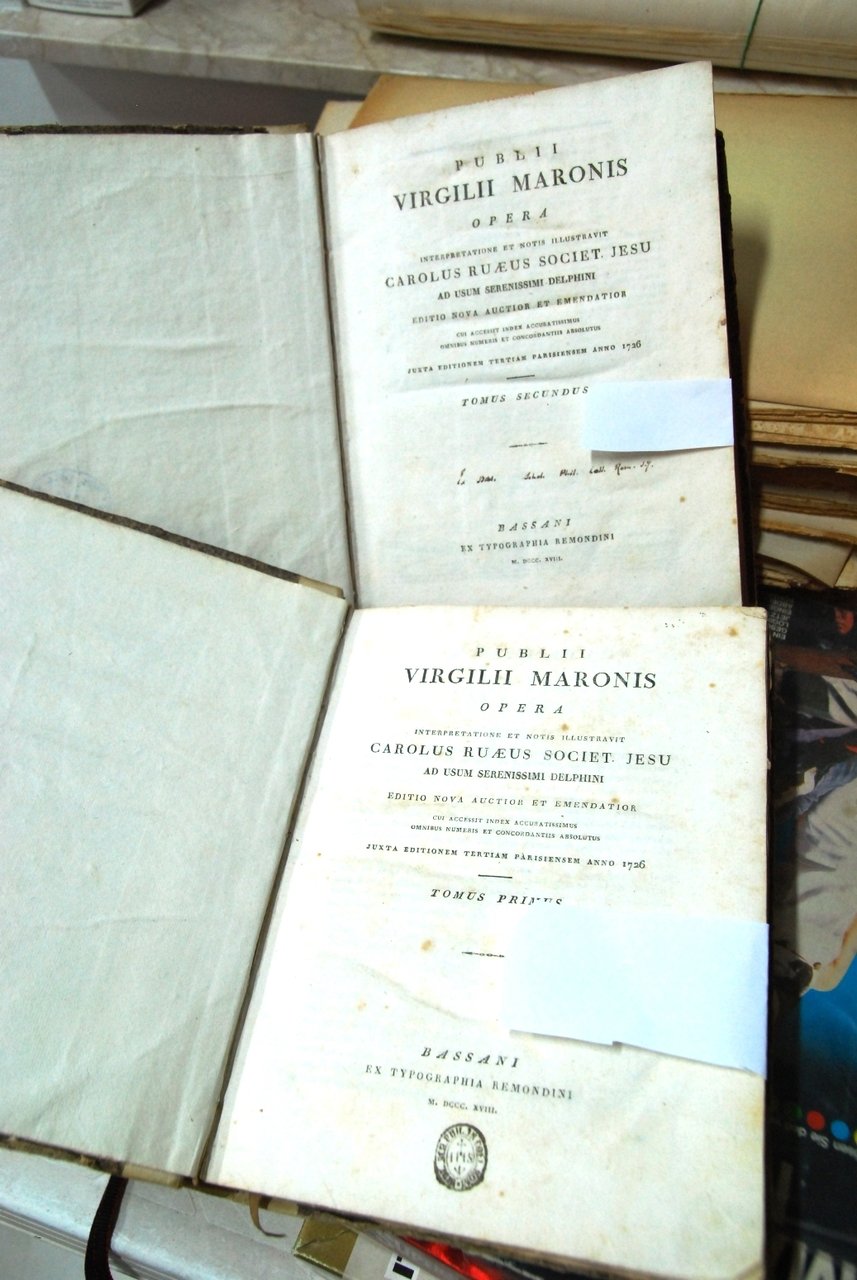 PUBLII
VIRGILII MARONIS
OPERA
INTERPRETATIONE ET NOTIS ILLUSTRAVIT
CAROLUS RUÆUS SOCIET. JESU
AD USUM SERENISSIMI DELPHINI
EDITIO NOVA AUCTIOR ET EMENDATIOR
CUI ACCESSIT INDEX ACCURATISSIMUS
OMNIBUS NUMERIS ET CONCORDANTIIS ABSOLUTUS
JUXTA EDITIONEM TERTIAM PARISIENSEM ANNO 1726
TOMUS SECUNDUS
BASSANI
EX TYPOGRAPHIA REMONDINI
M. DCCC. XVIII.
PUBLII
VIRGILII MARONIS
OPERA
INTERPRETATIONE ET NOTIS ILLUSTRAVIT
CAROLUS RUÆUS SOCIET. JESU
AD USUM SERENISSIMI DELPHINI
EDITIO NOVA AUCTIOR ET EMENDATIOR
CUI ACCESSIT INDEX ACCURATISSIMUS
OMNIBUS NUMERIS ET CONCORDANTIIS ABSOLUTUS
JUXTA EDITIONEM TERTIAM PARISIENSEM ANNO 1726
TOMUS PRIMUS
BASSANI
EX TYPOGRAPHIA REMONDINI
M. DCCC. XVIII.
IHS